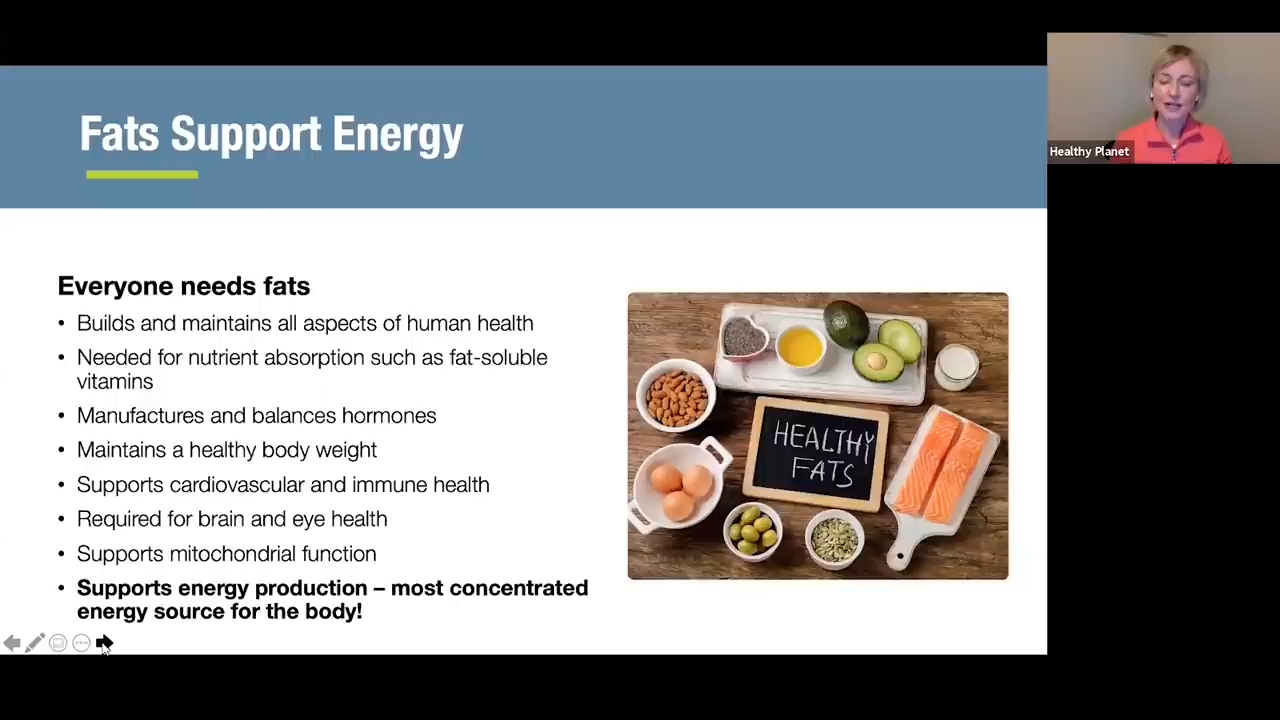 Fats Support Energy
Healthy Planet
Everyone needs fats
• Builds and maintains all aspects of human health
• Needed for nutrient absorption such as fat-soluble
vitamins
• Manufactures and balances hormones
• Maintains a healthy body weight
• Supports cardiovascular and immune health
• Required for brain and eye health
• Supports mitochondrial function
• Supports energy production – most concentrated
energy source for the body!
HEALTHY
FATS